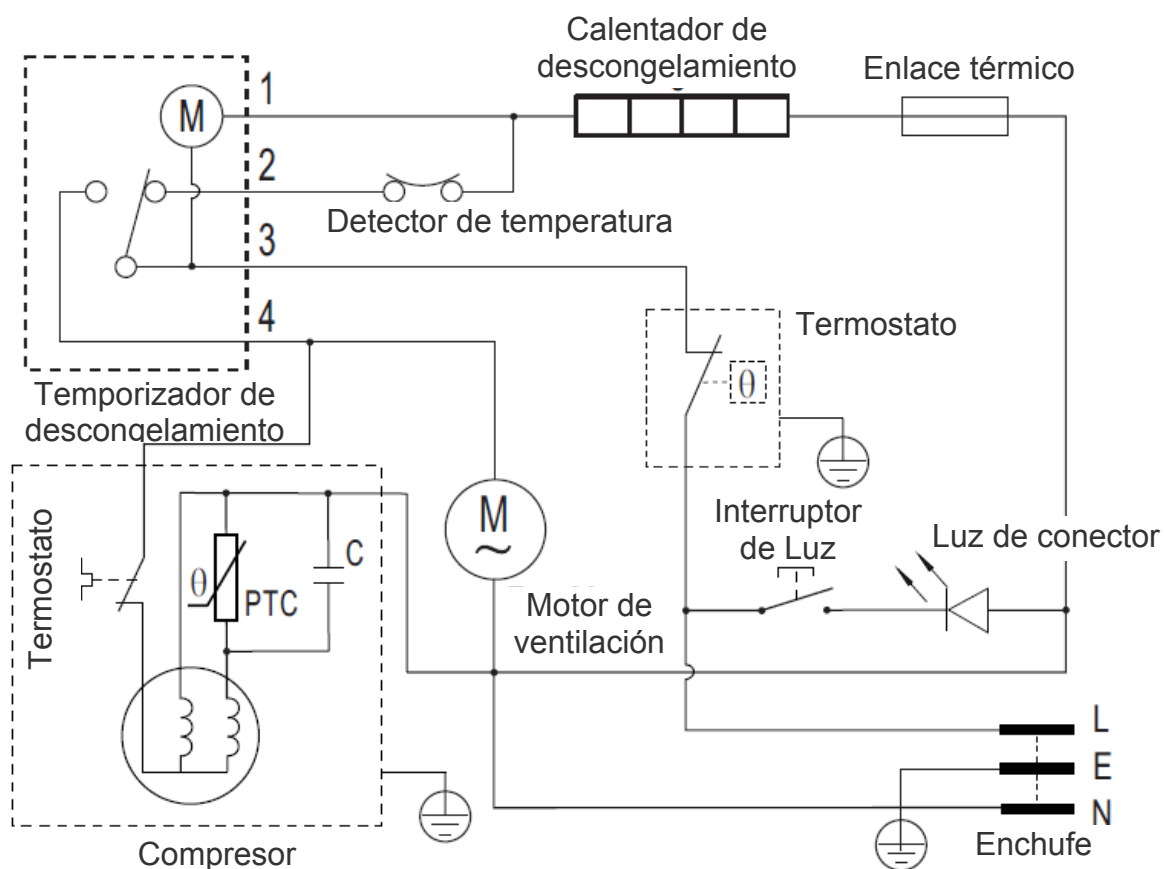 Calentador de
descongelamiento
Enlace térmico
M
1
2
Detector de temperatura
3
4
Termostato
θ
Temporizador de
descongelamiento
Termostato
θ
PTC
C
M
~
Motor de
ventilación
Interruptor
de Luz
Luz de conector
L
E
N
Enchufe
Compresor